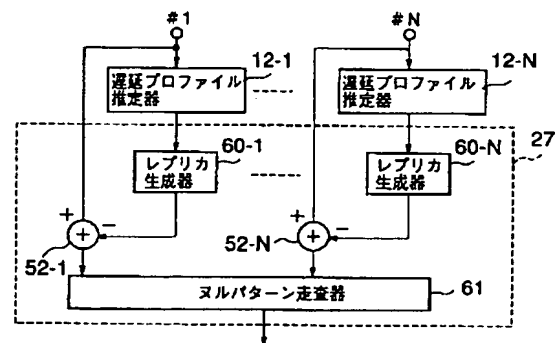 #1
#N
遅延プロファイル
推定器
12-1
遅延プロファイル
推定器
12-N
27
レプリカ
生成器
60-1
レプリカ
生成器
60-N
+
−
+
52-1
+
−
+
52-N
ヌルパターン走査器
61